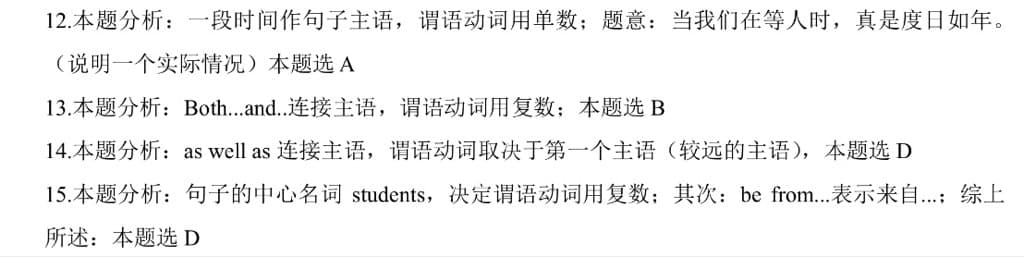 12.本题分析：一段时间作句子主语，谓语动词用单数；题意：当我们在等人时，真是度日如年。
（说明一个实际情况）本题选 A
13.本题分析：Both...and..连接主语，谓语动词用复数；本题选 B
14.本题分析：as well as 连接主语，谓语动词取决于第一个主语（较远的主语），本题选 D
15.本题分析：句子的中心名词 students，决定谓语动词用复数；其次：be from...表示来自...；综上
所述：本题选 D